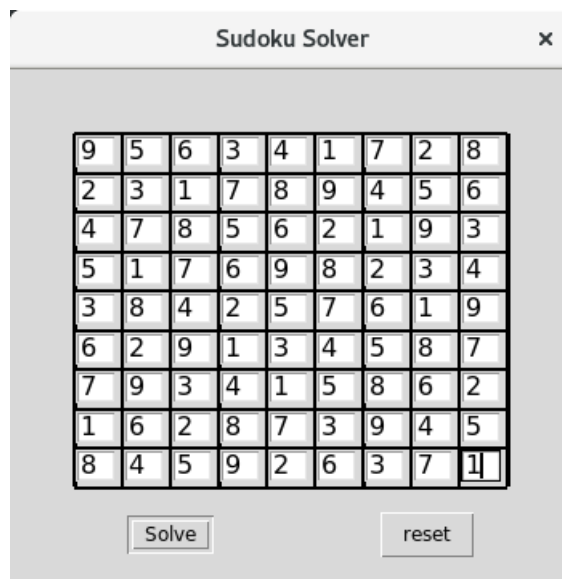 Sudoku Solver ×
9 5 6 3 4 1 7 2 8
2 3 1 7 8 9 4 5 6
4 7 8 5 6 2 1 9 3
5 1 7 6 9 8 2 3 4
3 8 4 2 5 7 6 1 9
6 2 9 1 3 4 5 8 7
7 9 3 4 1 5 8 6 2
1 6 2 8 7 3 9 4 5
8 4 5 9 2 6 3 7 1
Solve reset